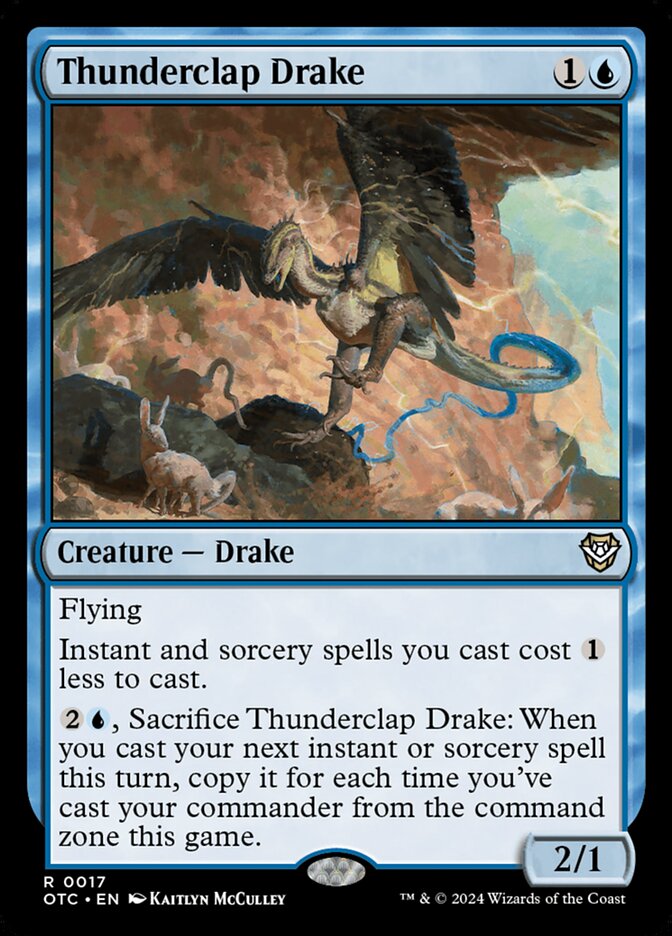 Thunderclap Drake 1
Creature — Drake
Flying
Instant and sorcery spells you cast cost 1
less to cast.
2, Sacrifice Thunderclap Drake: When
you cast your next instant or sorcery spell
this turn, copy it for each time you've
cast your commander from the command
zone this game.
2/1
R 0017
OTC • EN Kaitlyn McCulley
™ & © 2024 Wizards of the Coast